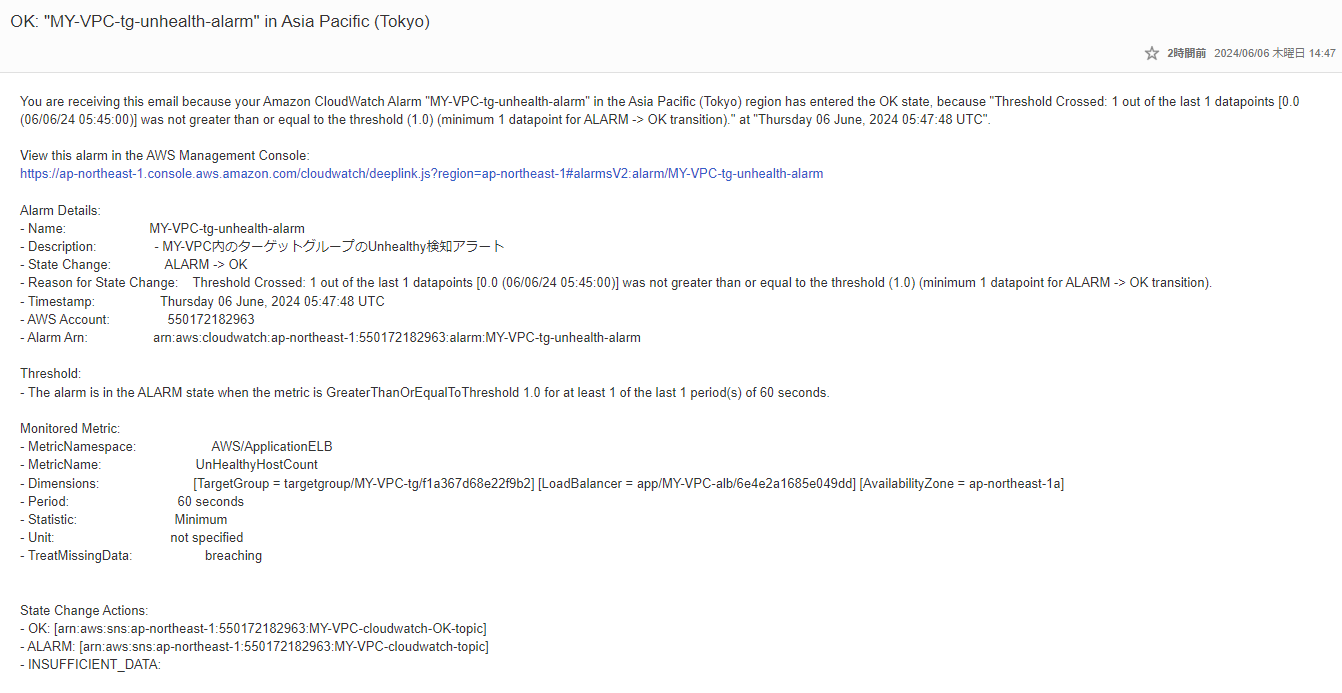 OK: "MY-VPC-tg-unhealth-alarm" in Asia Pacific (Tokyo)
2時間前 2024/06/06 木曜日 14:47
You are receiving this email because your Amazon CloudWatch Alarm "MY-VPC-tg-unhealth-alarm" in the Asia Pacific (Tokyo) region has entered the OK state, because "Threshold Crossed: 1 out of the last 1 datapoints [0.0
(06/06/24 05:45:00)] was not greater than or equal to the threshold (1.0) (minimum 1 datapoint for ALARM -> OK transition)." at "Thursday 06 June, 2024 05:47:48 UTC".
View this alarm in the AWS Management Console:
https://ap-northeast-1.console.aws.amazon.com/cloudwatch/deeplink.js?region=ap-northeast-1#alarmsV2:alarm/MY-VPC-tg-unhealth-alarm
Alarm Details:
- Name: MY-VPC-tg-unhealth-alarm
- Description: - MY-VPC内のターゲットグループのUnhealthy検知アラート
- State Change: ALARM -> OK
- Reason for State Change: Threshold Crossed: 1 out of the last 1 datapoints [0.0 (06/06/24 05:45:00)] was not greater than or equal to the threshold (1.0) (minimum 1 datapoint for ALARM -> OK transition).
- Timestamp: Thursday 06 June, 2024 05:47:48 UTC
- AWS Account: 550172182963
- Alarm Arn: arn:aws:cloudwatch:ap-northeast-1:550172182963:alarm:MY-VPC-tg-unhealth-alarm
Threshold:
- The alarm is in the ALARM state when the metric is GreaterThanOrEqualToThreshold 1.0 for at least 1 of the last 1 period(s) of 60 seconds.
Monitored Metric:
- MetricNamespace: AWS/ApplicationELB
- MetricName: UnHealthyHostCount
- Dimensions: [TargetGroup = targetgroup/MY-VPC-tg/f1a367d68e22f9b2] [LoadBalancer = app/MY-VPC-alb/6e4e2a1685e049dd] [AvailabilityZone = ap-northeast-1a]
- Period: 60 seconds
- Statistic: Minimum
- Unit: not specified
- TreatMissingData: breaching
State Change Actions:
- OK: [arn:aws:sns:ap-northeast-1:550172182963:MY-VPC-cloudwatch-OK-topic]
- ALARM: [arn:aws:sns:ap-northeast-1:550172182963:MY-VPC-cloudwatch-topic]
- INSUFFICIENT_DATA: